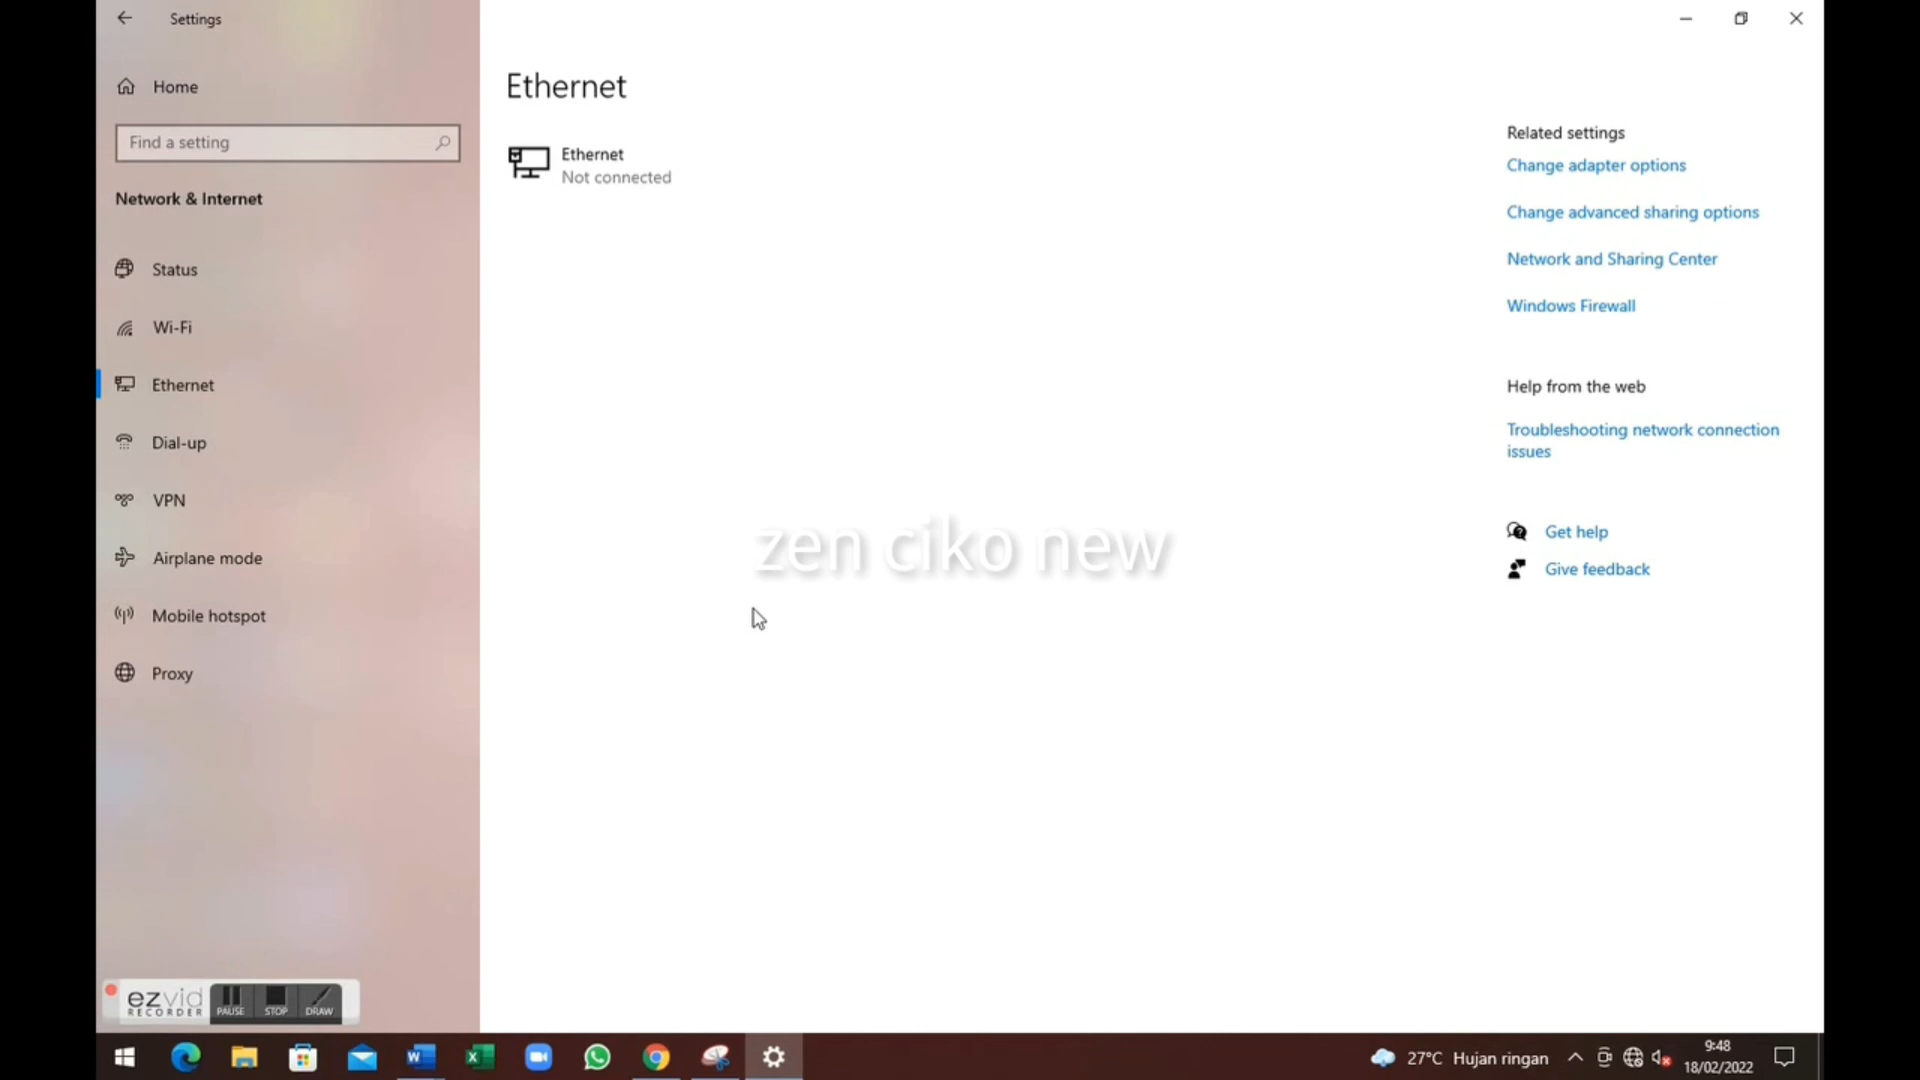 Settings
Home
Find a setting
Network & Internet
Status
Wi-Fi
Ethernet
Dial-up
VPN
Airplane mode
Mobile hotspot
Proxy
Ethernet
Ethernet
Not connected
Related settings
Change adapter options
Change advanced sharing options
Network and Sharing Center
Windows Firewall
Help from the web
Troubleshooting network connection
issues
Get help
Give feedback
zen ciko new
ezvid
RECORDER
PAUSE
STOP
DRAW
27°C Hujan ringan
9:48
18/02/2022